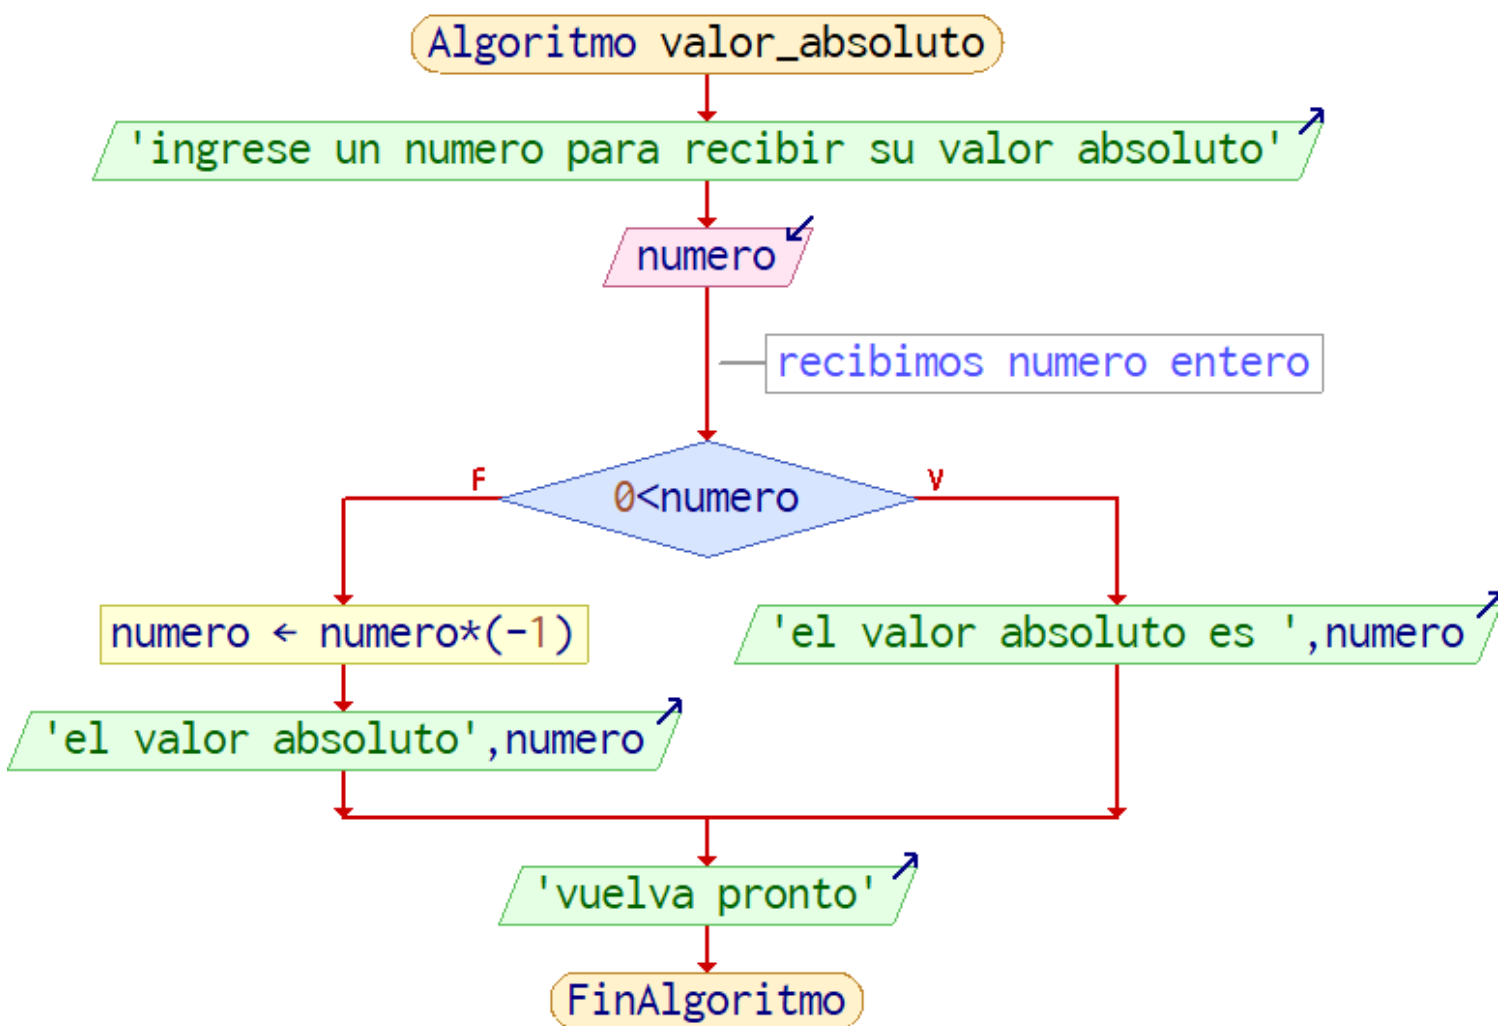 Algoritmo valor_absoluto
'ingrese un numero para recibir su valor absoluto'
numero
recibimos numero entero
0<numero
F
V
numero ← numero*(-1)
'el valor absoluto es ',numero
'el valor absoluto',numero
'vuelva pronto'
FinAlgoritmo